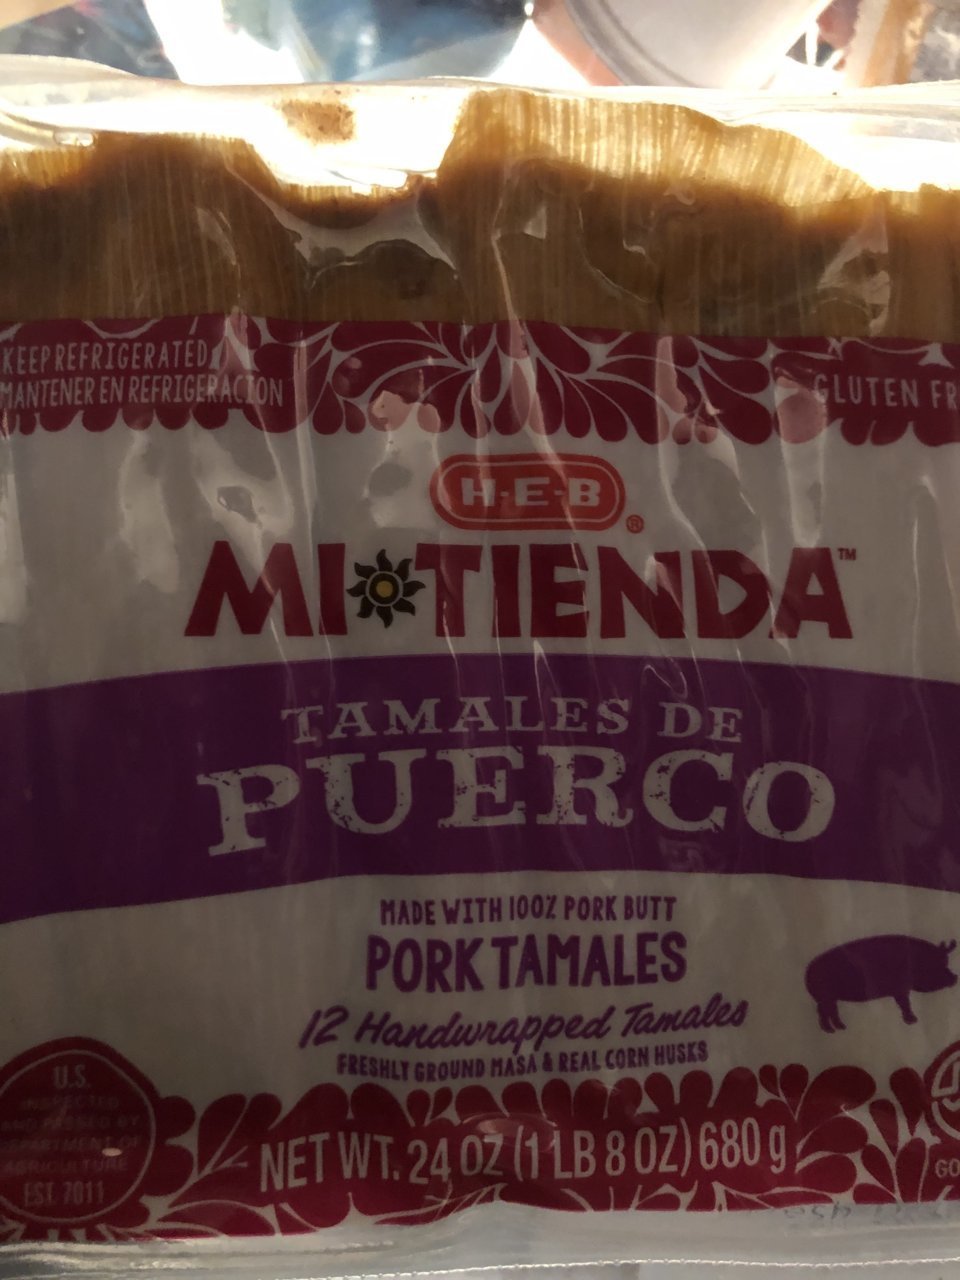 KEEP REFRIGERATED
MANTENER EN REFRIGERACION
GLUTEN FR
H-E-B®
MI TIENDA™
TAMALES DE
PUERCO
MADE WITH 100% PORK BUTT
PORK TAMALES
12 Handwrapped Tamales
FRESHLY GROUND MASA & REAL CORN HUSKS
U.S.
INSPECTED
AND PASSED BY
DEPARTMENT OF
AGRICULTURE
EST. 7011
NET WT. 24 OZ (1 LB 8 OZ) 680 g
GO